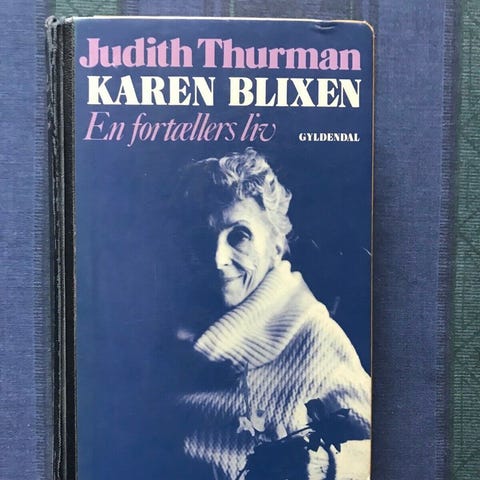 Judith Thurman
KAREN BLIXEN
En fortællers liv GYLDENDAL